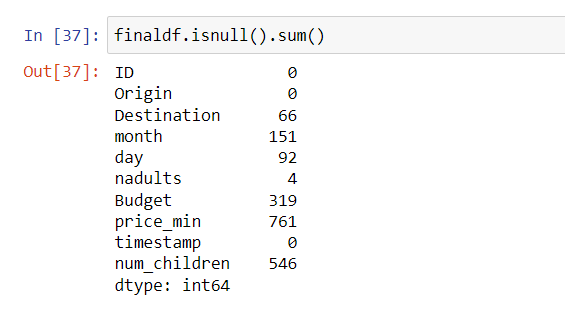 In [37]: finaldf.isnull().sum()
Out[37]: ID 0
Origin 0
Destination 66
month 151
day 92
nadults 4
Budget 319
price_min 761
timestamp 0
num_children 546
dtype: int64